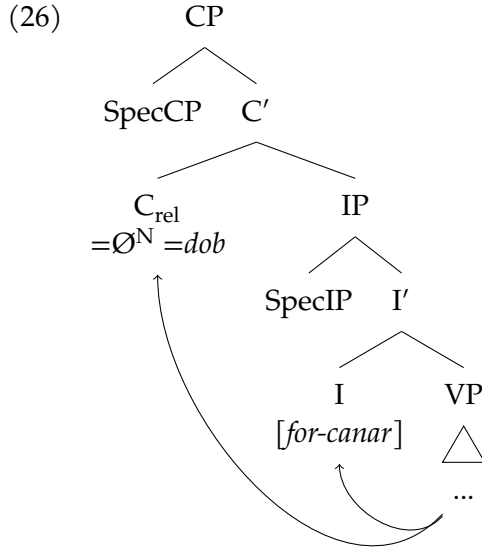 (26) CP
SpecCP C′
C_rel IP
=Ø^N =dob
SpecIP I′
I VP
[for-canar]
...